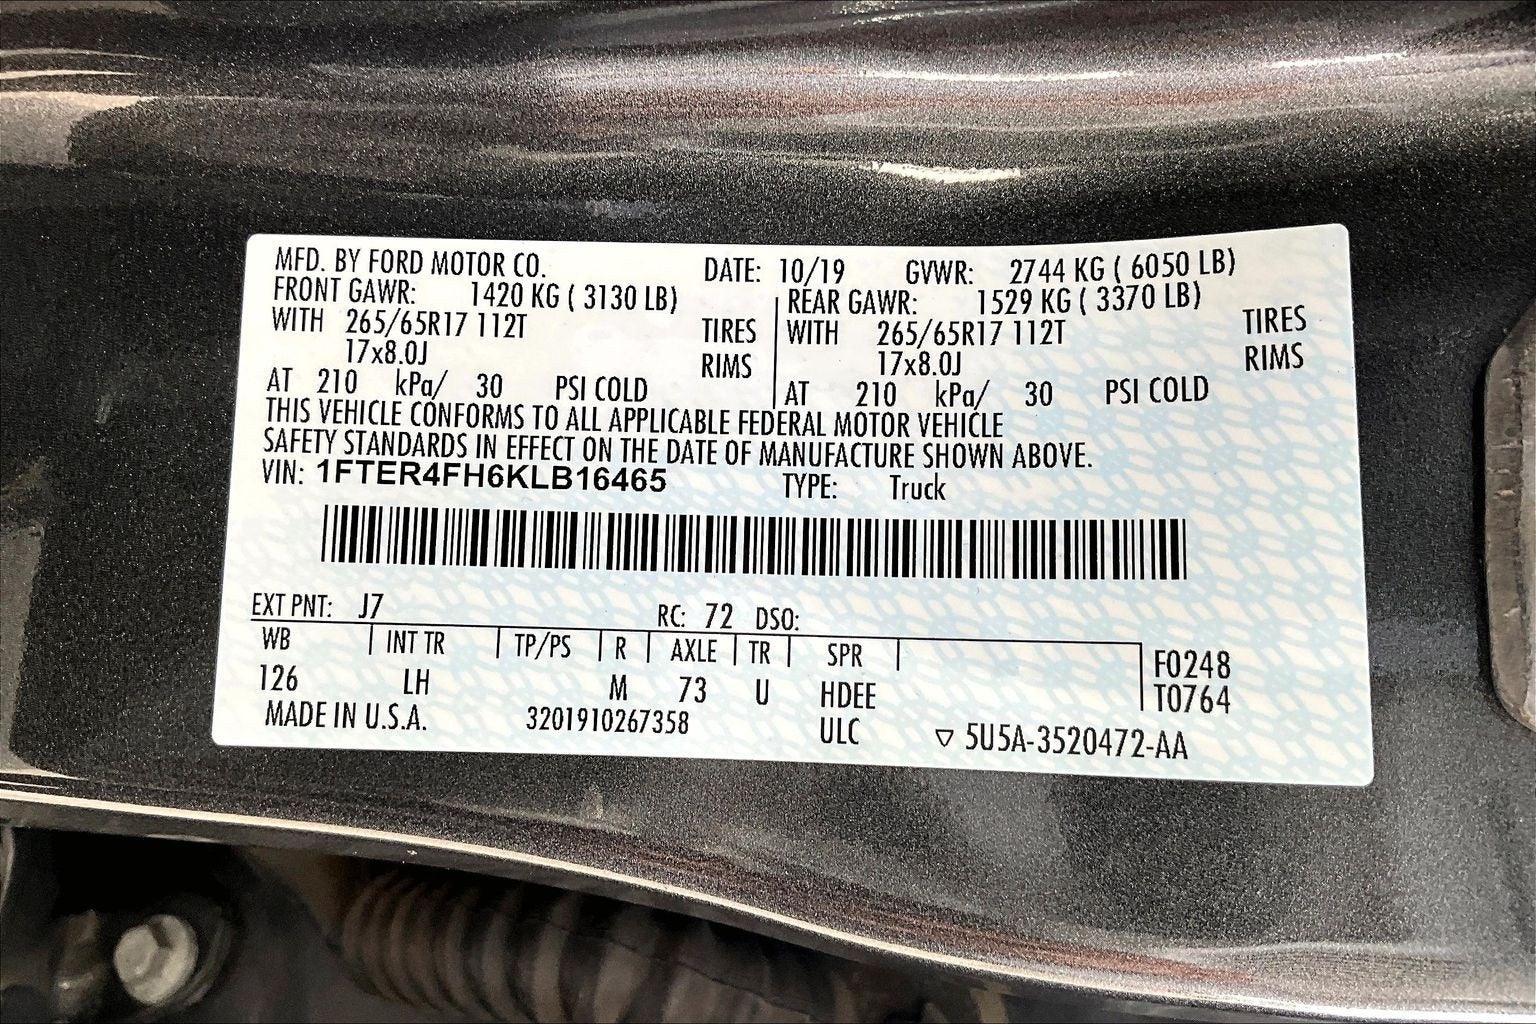 MFD. BY FORD MOTOR CO. DATE: 10/19 GVWR: 2744 KG ( 6050 LB)
FRONT GAWR: 1420 KG ( 3130 LB) REAR GAWR: 1529 KG ( 3370 LB)
WITH 265/65R17 112T TIRES WITH 265/65R17 112T TIRES
17x8.0J RIMS 17x8.0J RIMS
AT 210 kPa/ 30 PSI COLD AT 210 kPa/ 30 PSI COLD
THIS VEHICLE CONFORMS TO ALL APPLICABLE FEDERAL MOTOR VEHICLE
SAFETY STANDARDS IN EFFECT ON THE DATE OF MANUFACTURE SHOWN ABOVE.
VIN: 1FTER4FH6KLB16465 TYPE: Truck
EXT PNT: J7 RC: 72 DSO:
WB INT TR TP/PS R AXLE TR SPR F0248
126 LH M 73 U HDEE T0764
MADE IN U.S.A. 3201910267358 ULC ▽ 5U5A-3520472-AA